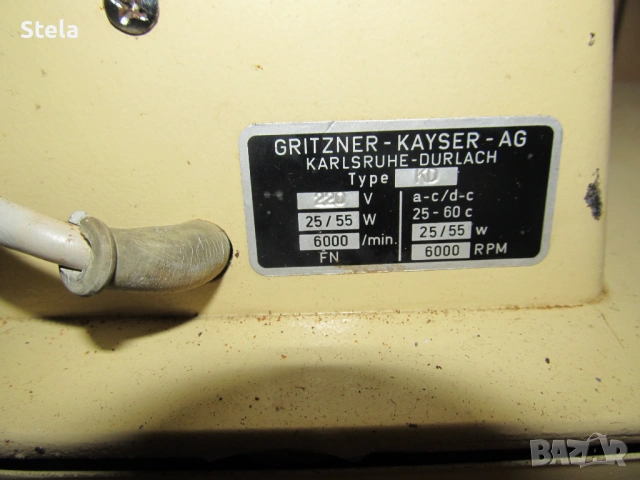 Stela
GRITZNER-KAYSER-AG
KARLSRUHE-DURLACH
Type KD
220 V a-c/d-c
25-60 c
25/55 W 25/55 W
6000 /min. 6000 RPM
FN
BAZAR.bg